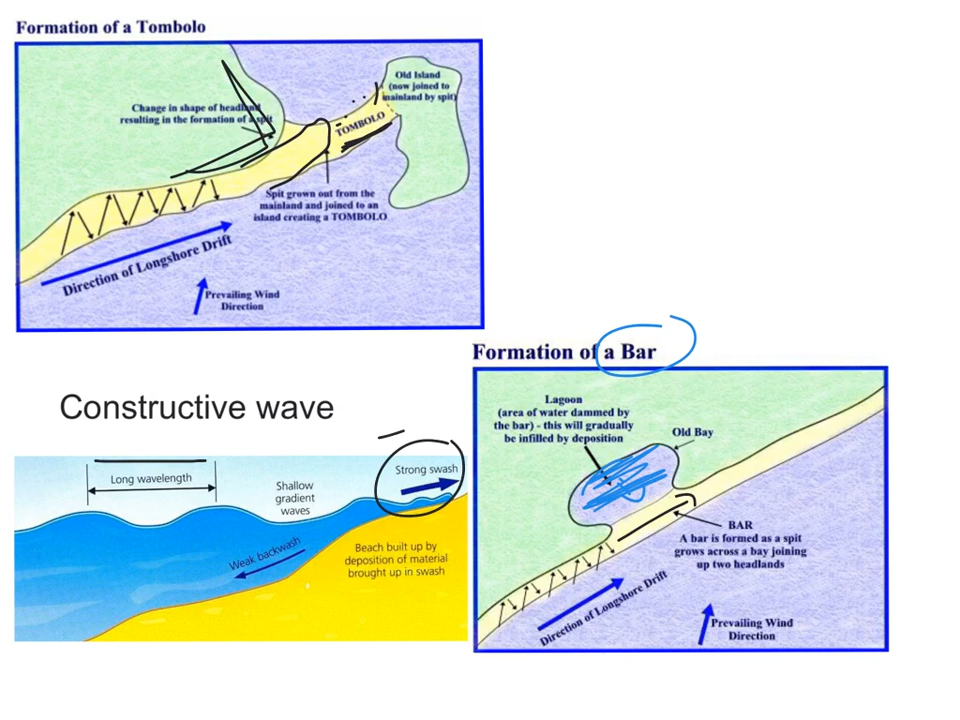 Formation of a Tombolo
Old Island
(now joined to
mainland by spit)
Change in shape of headland
resulting in the formation of a spit
TOMBOLO
Spit grown out from the
mainland and joined to an
island creating a TOMBOLO
Direction of Longshore Drift
Prevailing Wind
Direction
Formation of a Bar
Lagoon
(area of water dammed by
the bar) - this will gradually
be infilled by deposition
Old Bay
BAR
A bar is formed as a spit
grows across a bay joining
up two headlands
Direction of Longshore Drift
Prevailing Wind
Direction
Constructive wave
Long wavelength
Shallow
gradient
waves
Strong swash
Weak backwash
Beach built up by
deposition of material
brought up in swash